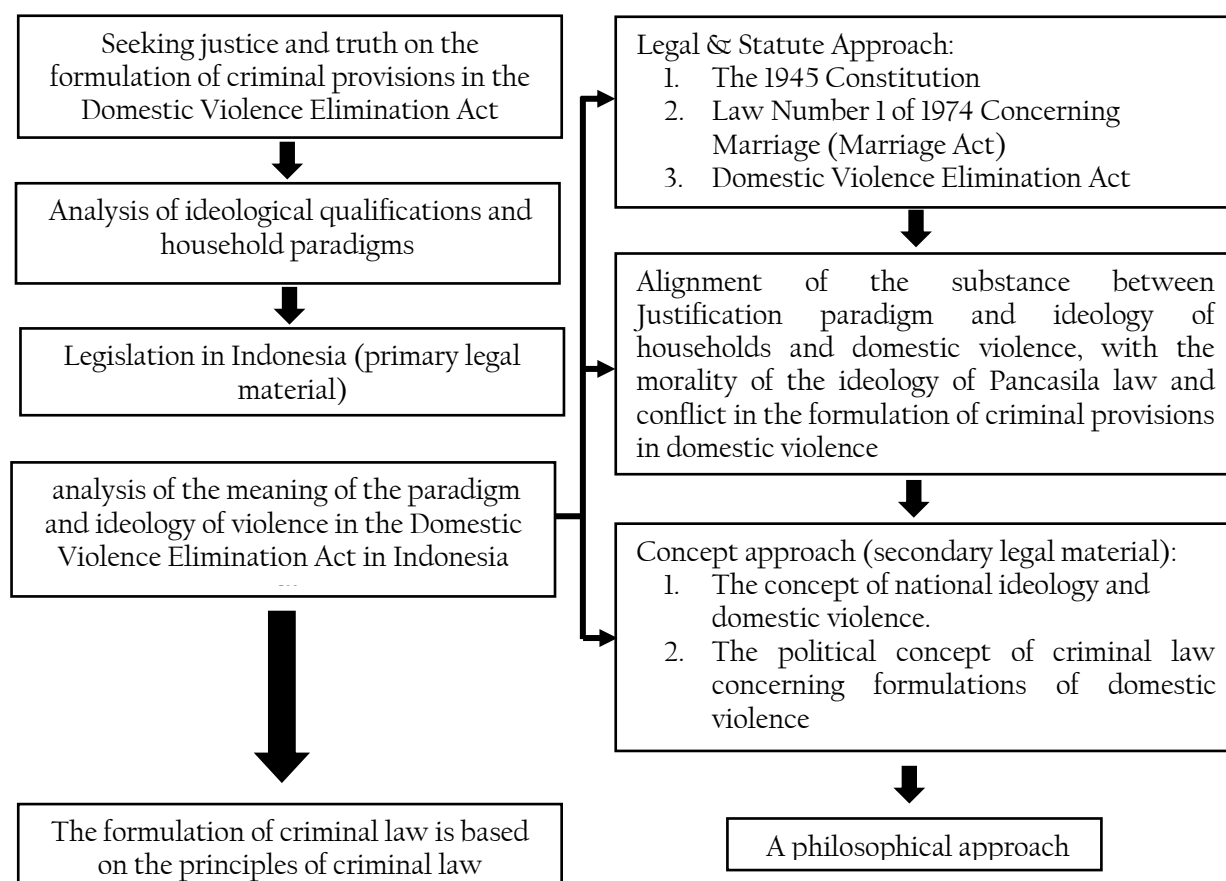 Seeking justice and truth on the
formulation of criminal provisions in the
Domestic Violence Elimination Act
Analysis of ideological qualifications and
household paradigms
Legislation in Indonesia (primary legal
material)
analysis of the meaning of the paradigm
and ideology of violence in the Domestic
Violence Elimination Act in Indonesia
The formulation of criminal law is based
on the principles of criminal law
Legal & Statute Approach:
1. The 1945 Constitution
2. Law Number 1 of 1974 Concerning
Marriage (Marriage Act)
3. Domestic Violence Elimination Act
Alignment of the substance between
Justification paradigm and ideology of
households and domestic violence, with the
morality of the ideology of Pancasila law and
conflict in the formulation of criminal provisions
in domestic violence
Concept approach (secondary legal material):
1. The concept of national ideology and
domestic violence.
2. The political concept of criminal law
concerning formulations of domestic
violence
A philosophical approach